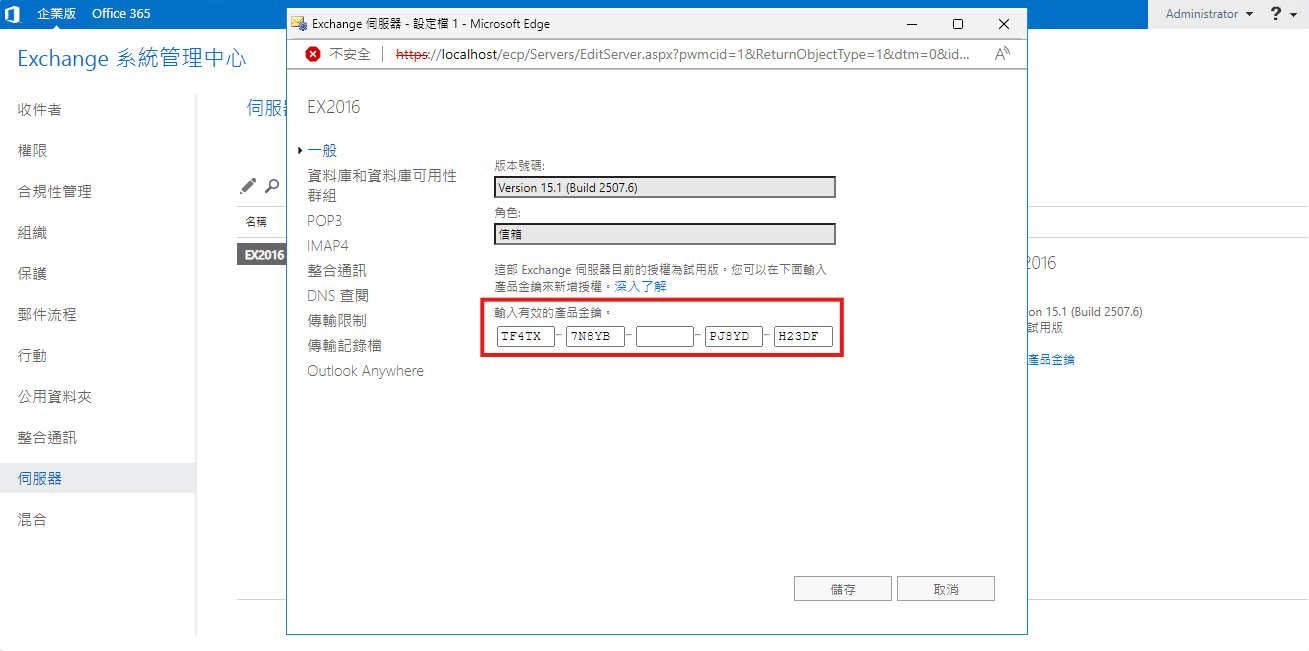 企業版 Office 365
Administrator ?
Exchange 系統管理中心
收件者
權限
合規性管理
組織
保護
郵件流程
行動
公用資料夾
整合通訊
伺服器
混合
伺服
名稱
EX2016
Exchange 伺服器 - 設定檔 1 - Microsoft Edge
不安全 https://localhost/ecp/Servers/EditServer.aspx?pwmcid=1&ReturnObjectType=1&dtm=0&id...
EX2016
一般
資料庫和資料庫可用性
群組
POP3
IMAP4
整合通訊
DNS 查閱
傳輸限制
傳輸記錄檔
Outlook Anywhere
版本號碼:
Version 15.1 (Build 2507.6)
角色:
信箱
這部 Exchange 伺服器目前的授權為試用版。您可以在下面輸入
產品金鑰來新增授權。深入了解
輸入有效的產品金鑰。
TF4TX - 7N8YB - - PJ8YD - H23DF
儲存 取消
2016
on 15.1 (Build 2507.6)
試用版
產品金鑰